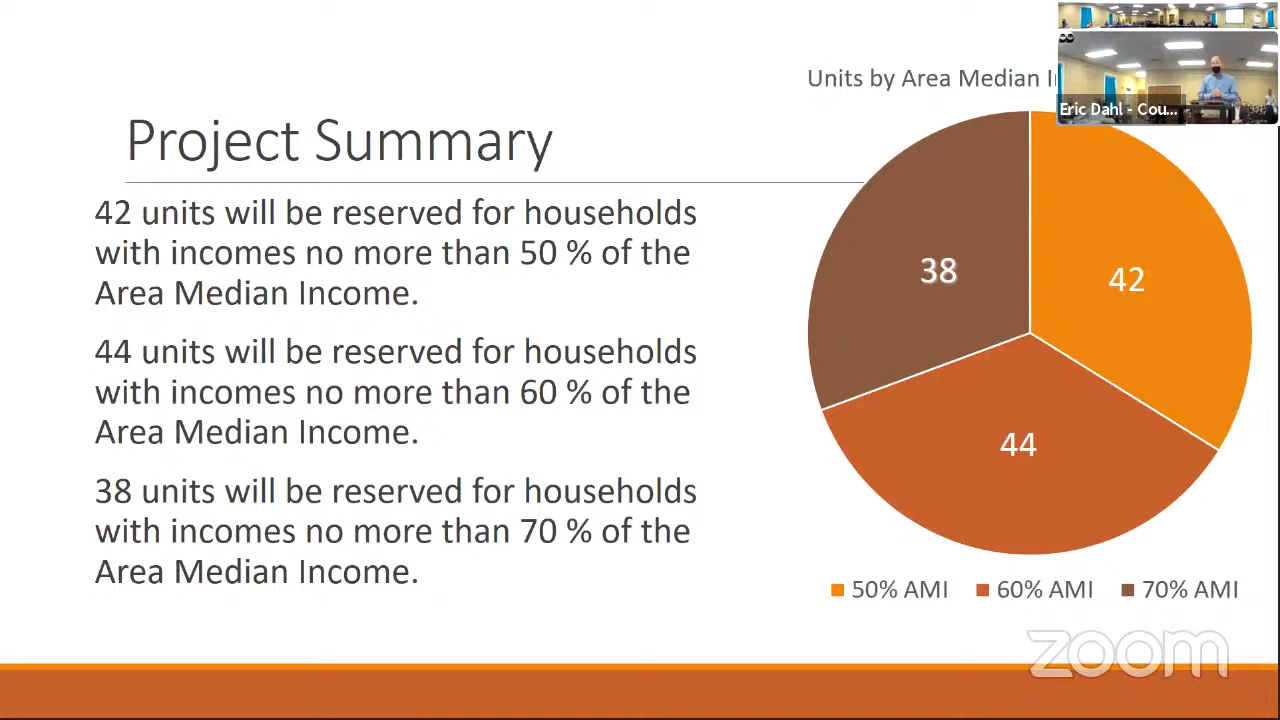 Units by Area Median
Eric Dahl - Cou...
Project Summary
42 units will be reserved for households
with incomes no more than 50 % of the
Area Median Income.
44 units will be reserved for households
with incomes no more than 60 % of the
Area Median Income.
38 units will be reserved for households
with incomes no more than 70 % of the
Area Median Income.
38
42
44
50% AMI 60% AMI 70% AMI
zoom